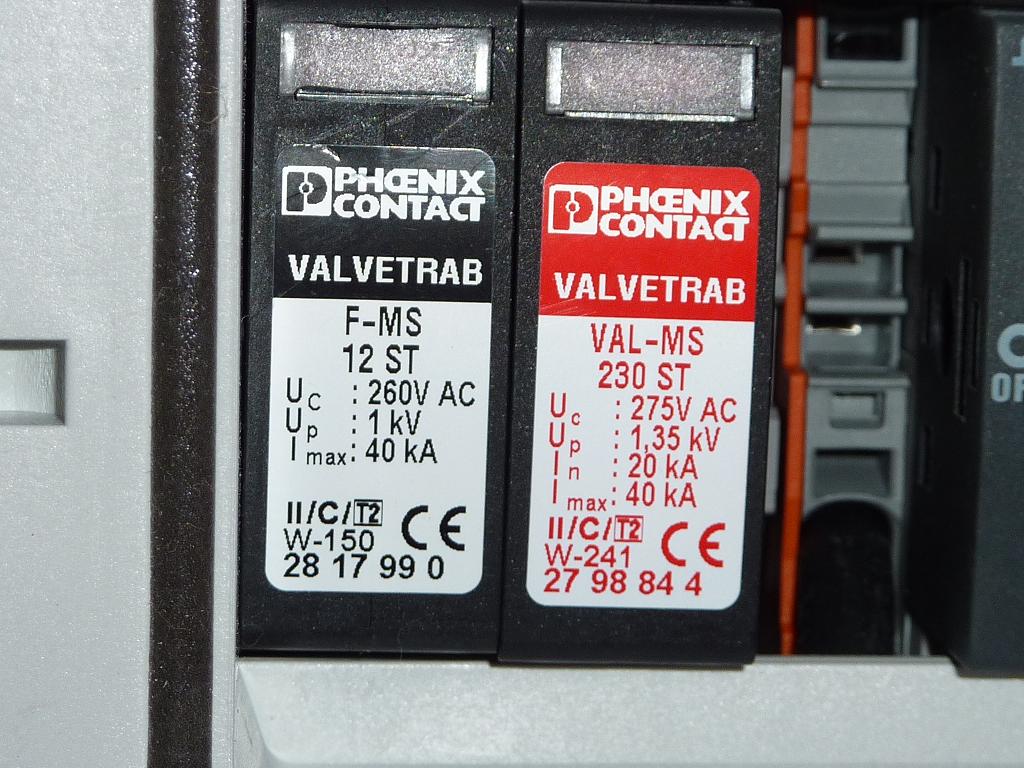 PHŒNIX
CONTACT
VALVETRAB
F-MS
12 ST
UC : 260V AC
Up : 1 kV
Imax: 40 kA
II/C/T2 CE
W-150
28 17 99 0
PHŒNIX
CONTACT
VALVETRAB
VAL-MS
230 ST
Uc : 275V AC
Up : 1,35 kV
In : 20 kA
Imax: 40 kA
II/C/T2 CE
W-241
27 98 84 4